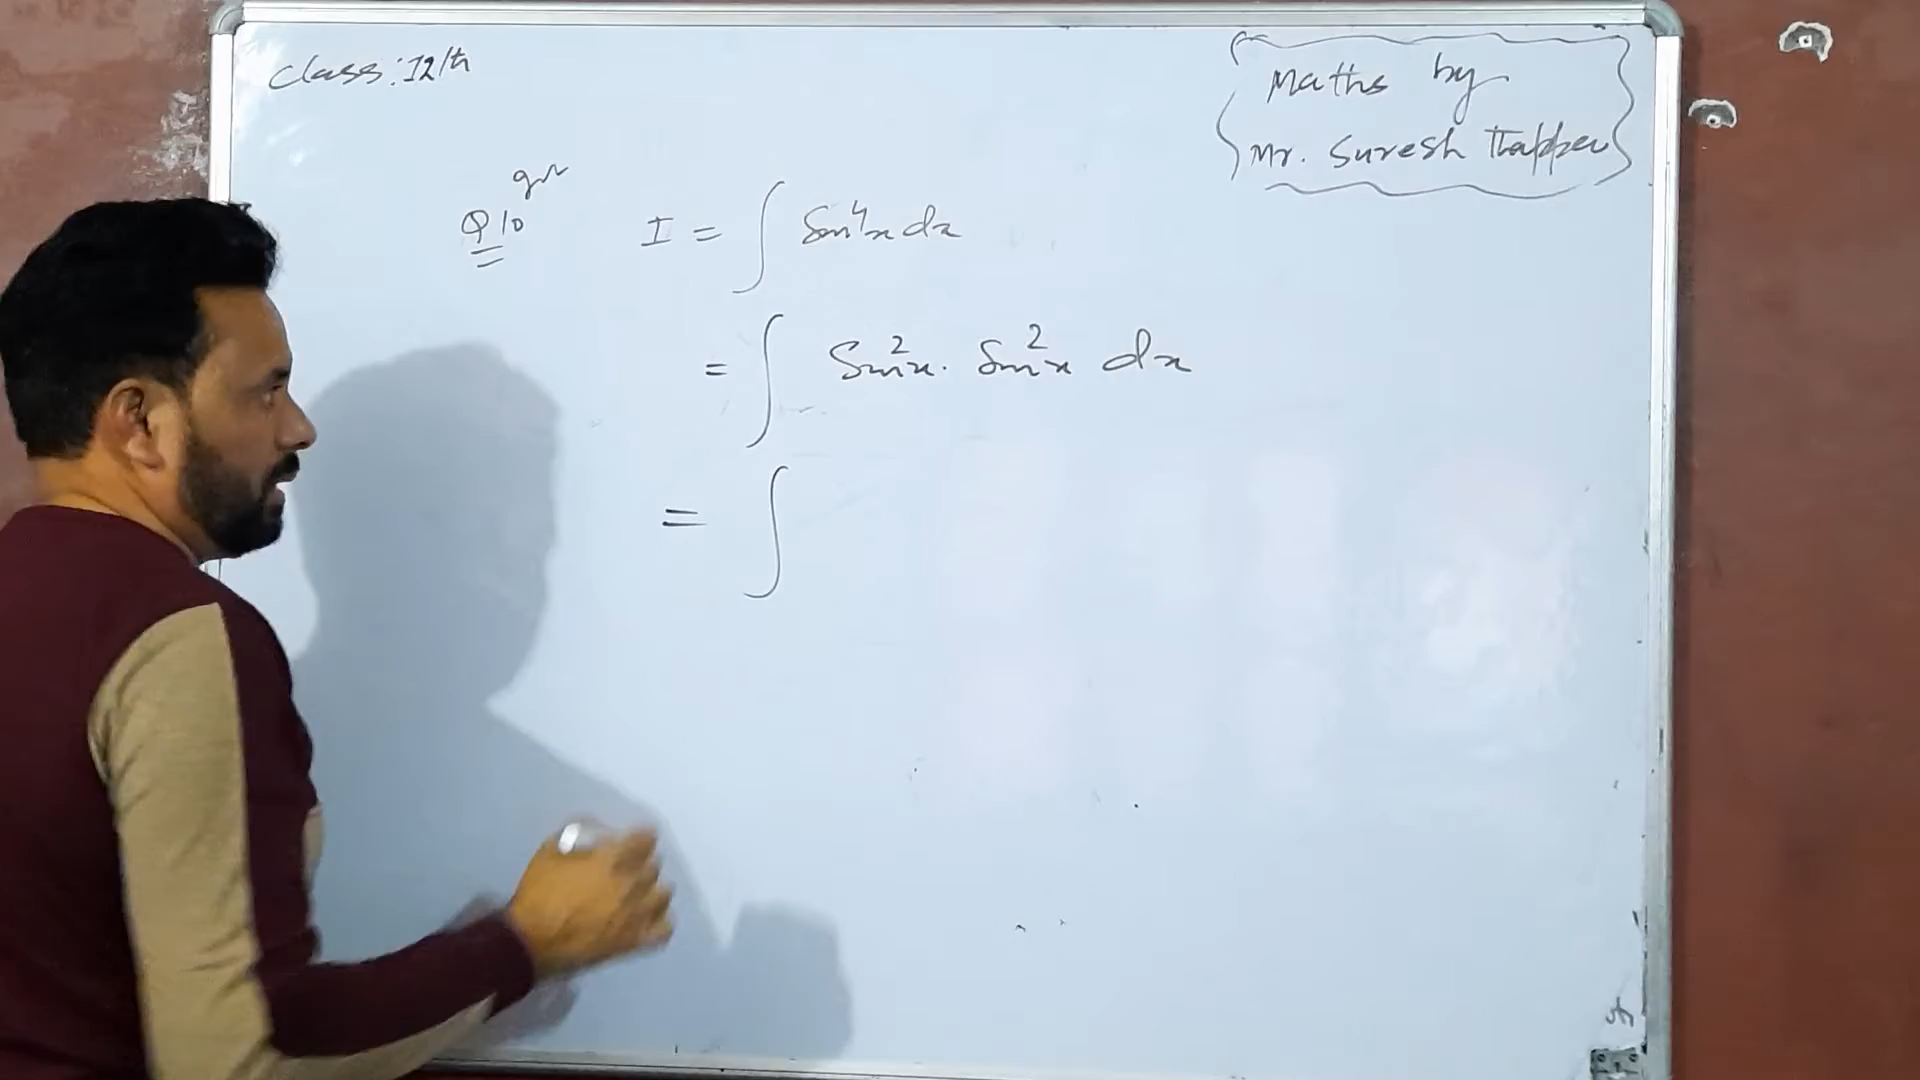 Class: 12th
Maths by
Mr. Suresh Thapper
Q10 I = ∫ Sin⁴x dx
= ∫ Sin²x. Sin²x dx
= ∫